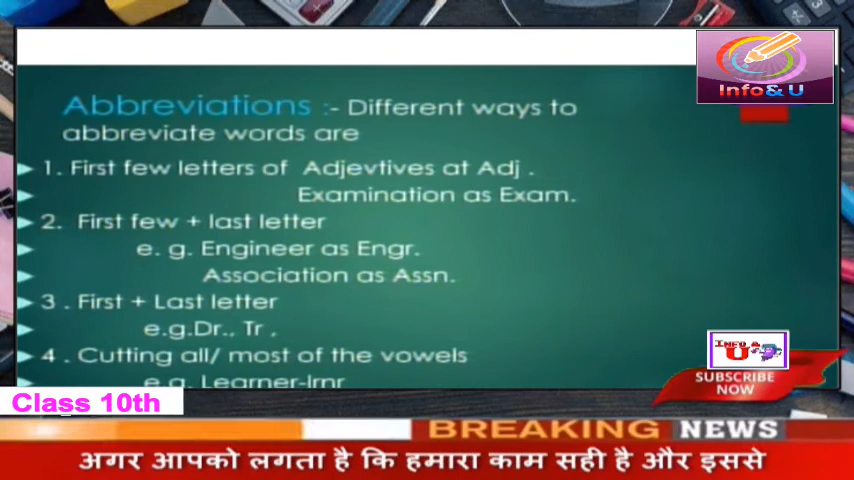 Info&U
Abbreviations :- Different ways to
abbreviate words are
1. First few letters of Adjevtives at Adj .
Examination as Exam.
2. First few + last letter
e. g. Engineer as Engr.
Association as Assn.
3 . First + Last letter
e.g.Dr., Tr .
4 . Cutting all/ most of the vowels
e.g. Learner-lrnr
INFO &
U
SUBSCRIBE
NOW
Class 10th
BREAKING NEWS
अगर आपको लगता है कि हमारा काम सही है और इससे